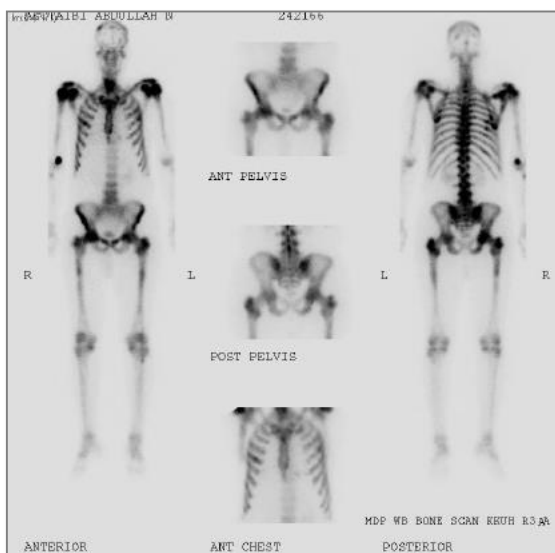 ABDULLAH N 242166
ANT PELVIS
R L L R
POST PELVIS
MDP WB BONE SCAN KKUH R3
ANTERIOR ANT CHEST POSTERIOR